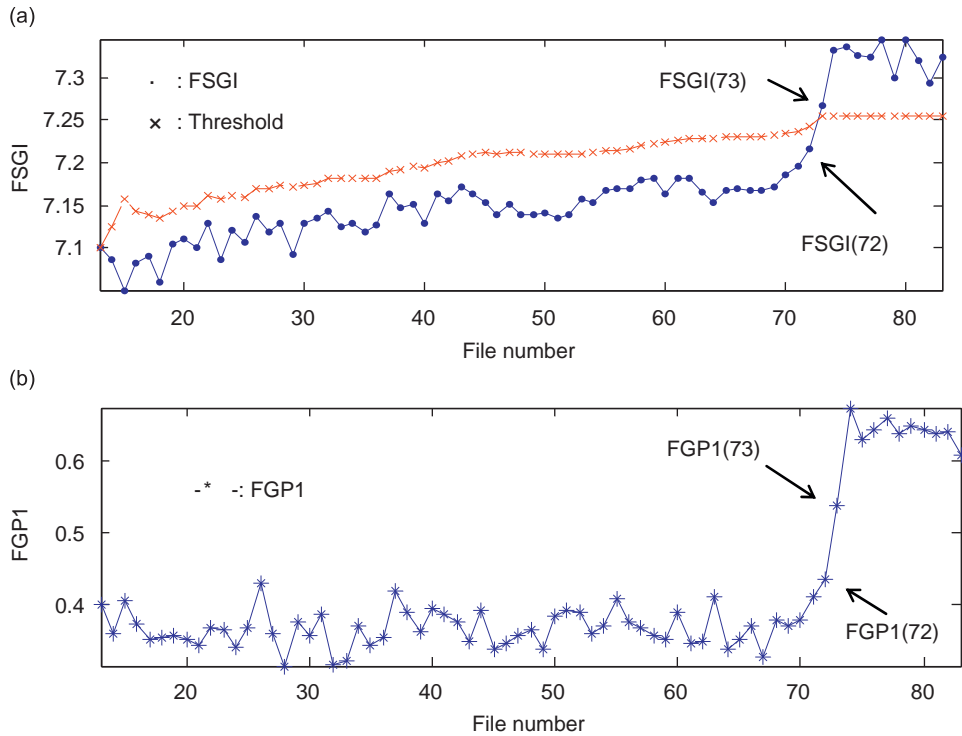 (a)
7.3
7.25
7.2
7.15
7.1
FSGI
· : FSGI
× : Threshold
FSGI(73)
FSGI(72)
20 30 40 50 60 70 80
File number
(b)
0.6
0.5
0.4
FGP1
-* -: FGP1
FGP1(73)
FGP1(72)
20 30 40 50 60 70 80
File number